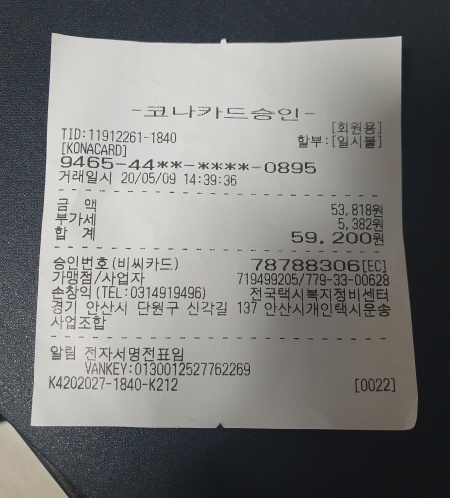 -코나카드승인-
[회원용]
TID:11912261-1840 할부:[일시불]
[KONACARD]
9465-44**-****-0895
거래일시 20/05/09 14:39:36
금 액 53,818원
부가세 5,382원
합 계 59,200원
승인번호(비씨카드) 78788306[EC]
가맹점/사업자 719499205/779-33-00628
손창익(TEL:0314919496) 전국택시복지정비센터
경기 안산시 단원구 신각길 137 안산시개인택시운송
사업조합
알림 전자서명전표임
VANKEY:0130012527762269
K4202027-1840-K212 [0022]